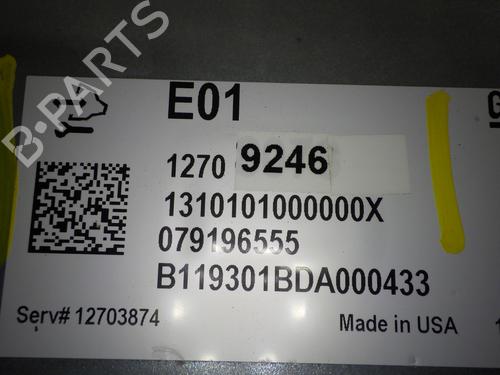 E01
1270 9246
1310101000000X
079196555
B119301BDA000433
Serv# 12703874
Made in USA
B-PARTS